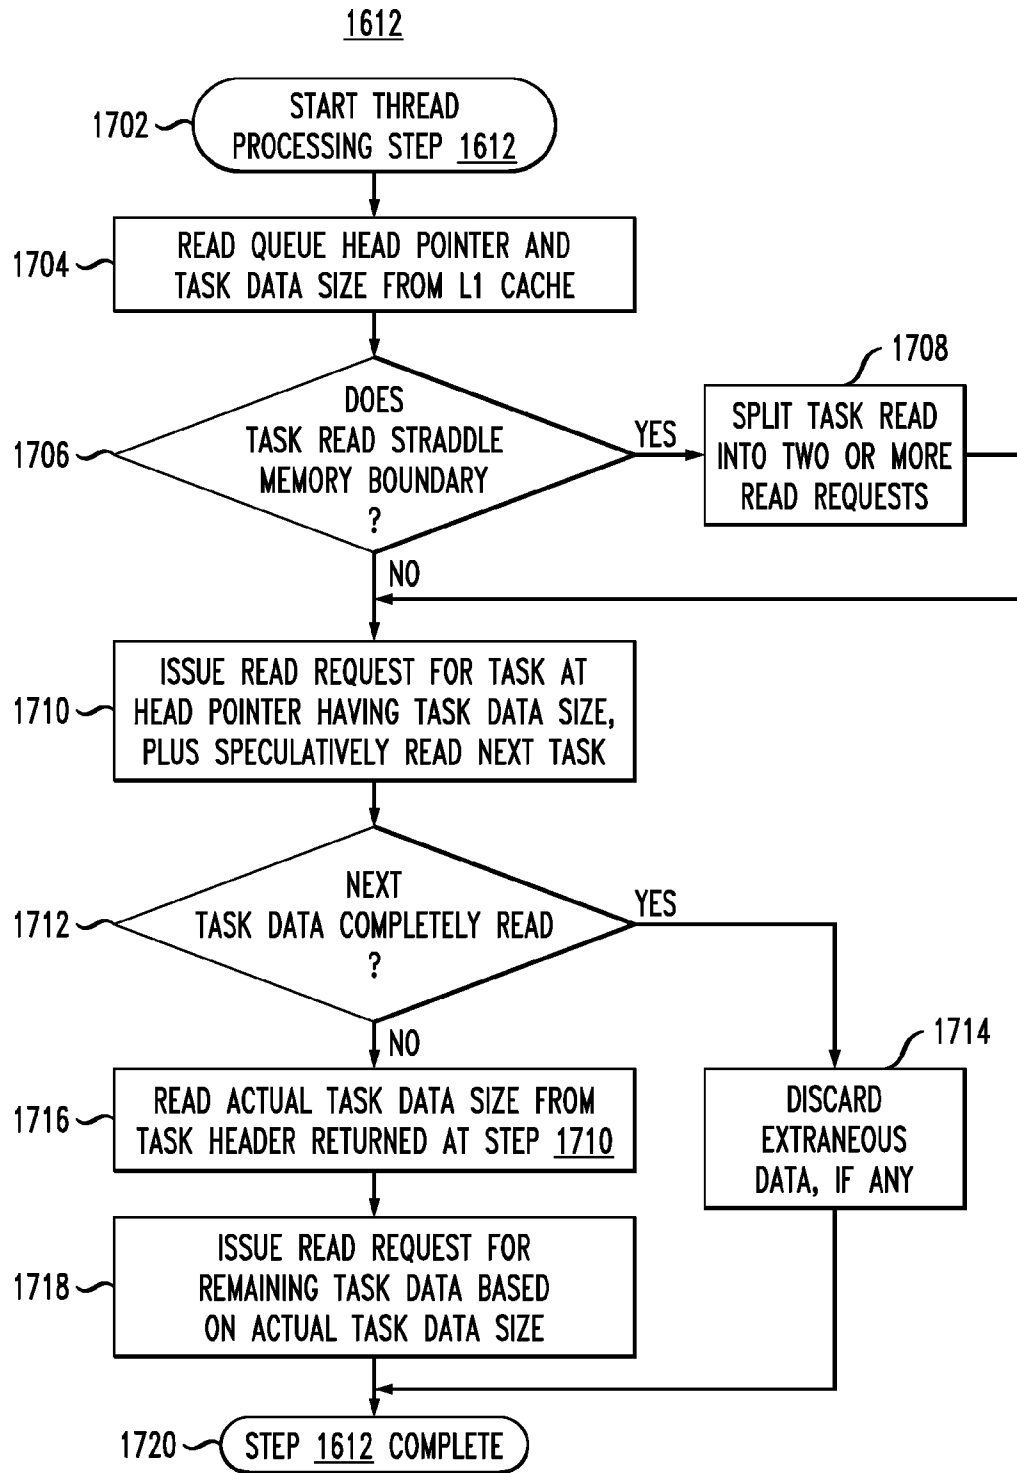 1612
1702
START THREAD
PROCESSING STEP 1612
1704
READ QUEUE HEAD POINTER AND
TASK DATA SIZE FROM L1 CACHE
1706
DOES
TASK READ STRADDLE
MEMORY BOUNDARY
?
YES
1708
SPLIT TASK READ
INTO TWO OR MORE
READ REQUESTS
NO
1710
ISSUE READ REQUEST FOR TASK AT
HEAD POINTER HAVING TASK DATA SIZE,
PLUS SPECULATIVELY READ NEXT TASK
1712
NEXT
TASK DATA COMPLETELY READ
?
YES
NO
1714
DISCARD
EXTRANEOUS
DATA, IF ANY
1716
READ ACTUAL TASK DATA SIZE FROM
TASK HEADER RETURNED AT STEP 1710
1718
ISSUE READ REQUEST FOR
REMAINING TASK DATA BASED
ON ACTUAL TASK DATA SIZE
1720
STEP 1612 COMPLETE